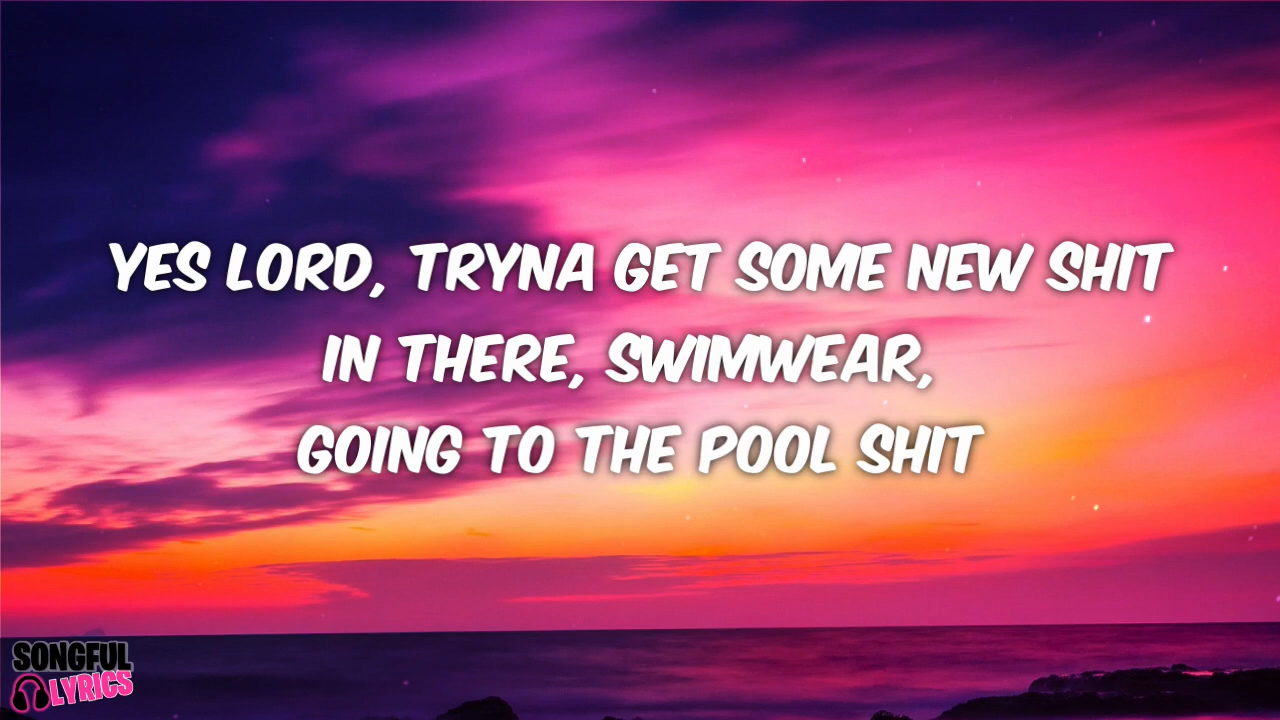 YES LORD, TRYNA GET SOME NEW SHIT
IN THERE, SWIMWEAR,
GOING TO THE POOL SHIT
SONGFUL
LYRICS